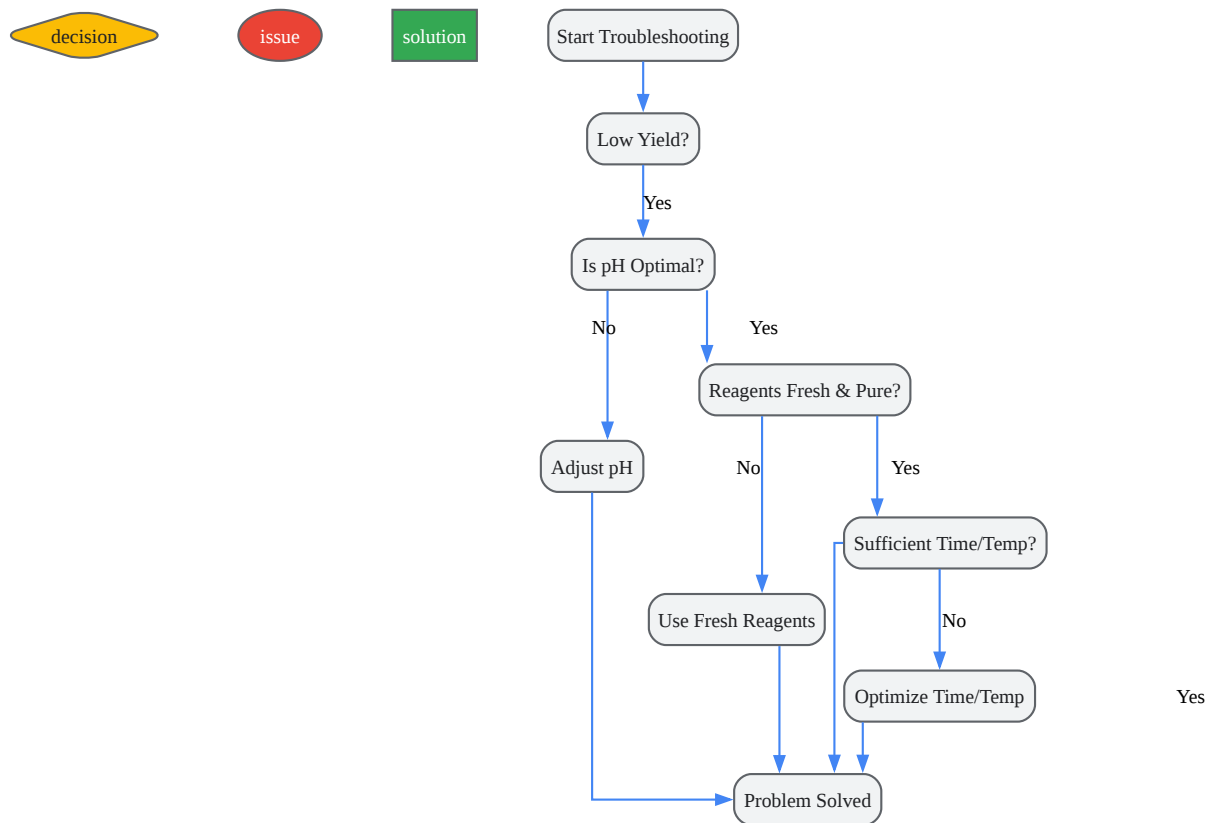 decision
issue
solution
Start Troubleshooting
Low Yield?
Yes
Is pH Optimal?
No
Yes
Reagents Fresh & Pure?
Adjust pH
No
Yes
Sufficient Time/Temp?
Use Fresh Reagents
No
Optimize Time/Temp
Yes
Problem Solved